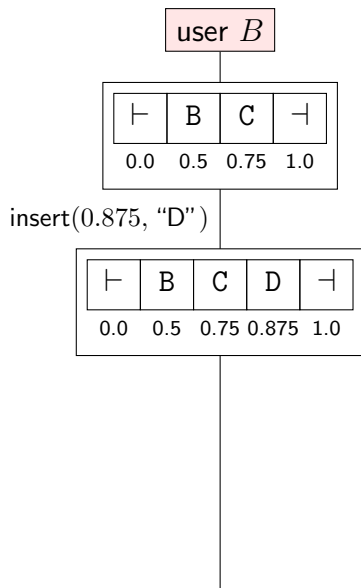 user B
⊢ B C ⊣
0.0 0.5 0.75 1.0
insert(0.875, “D”)
⊢ B C D ⊣
0.0 0.5 0.75 0.875 1.0